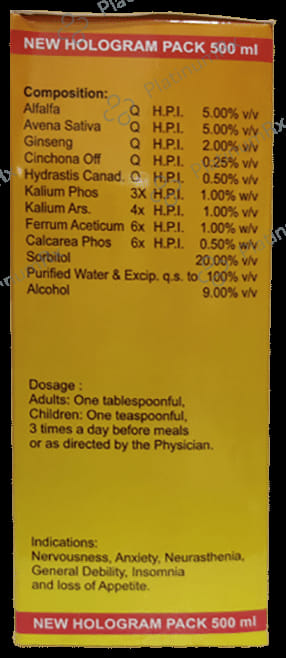 NEW HOLOGRAM PACK 500 ml
Composition:
Alfalfa Q H.P.I. 5.00% v/v
Avena Sativa Q H.P.I. 5.00% v/v
Ginseng Q H.P.I. 2.00% v/v
Cinchona Off Q H.P.I. 0.25% v/v
Hydrastis Canad. Q H.P.I. 0.50% v/v
Kalium Phos 3X H.P.I. 1.00% w/v
Kalium Ars. 4x H.P.I. 1.00% v/v
Ferrum Aceticum 6x H.P.I. 1.00% w/v
Calcarea Phos 6x H.P.I. 0.50% w/v
Sorbitol 20.00% v/v
Purified Water & Excip. q.s. to 100% v/v
Alcohol 9.00% v/v
Dosage :
Adults: One tablespoonful,
Children: One teaspoonful,
3 times a day before meals
or as directed by the Physician.
Indications:
Nervousness, Anxiety, Neurasthenia,
General Debility, Insomnia
and loss of Appetite.
NEW HOLOGRAM PACK 500 ml